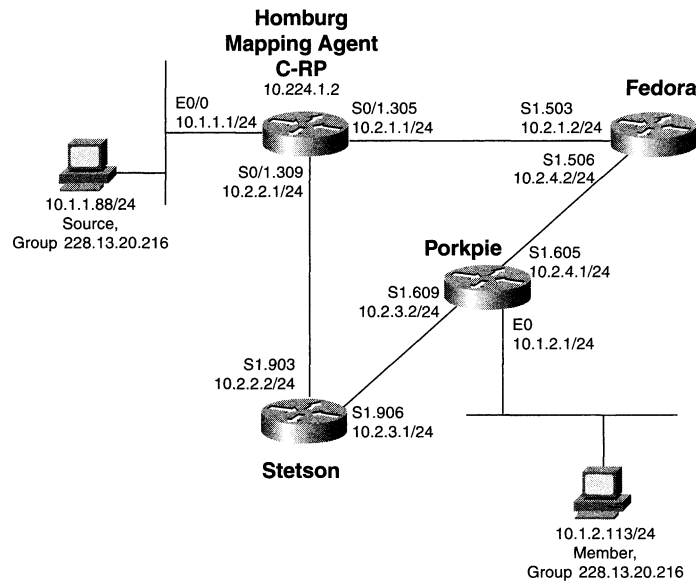 Homburg
Mapping Agent
C-RP
10.224.1.2
Fedora
E0/0
10.1.1.1/24
S0/1.305
10.2.1.1/24
S1.503
10.2.1.2/24
S1.506
10.2.4.2/24
S0/1.309
10.2.2.1/24
10.1.1.88/24
Source,
Group 228.13.20.216
Porkpie
S1.605
10.2.4.1/24
S1.609
10.2.3.2/24
E0
10.1.2.1/24
S1.903
10.2.2.2/24
S1.906
10.2.3.1/24
Stetson
10.1.2.113/24
Member,
Group 228.13.20.216